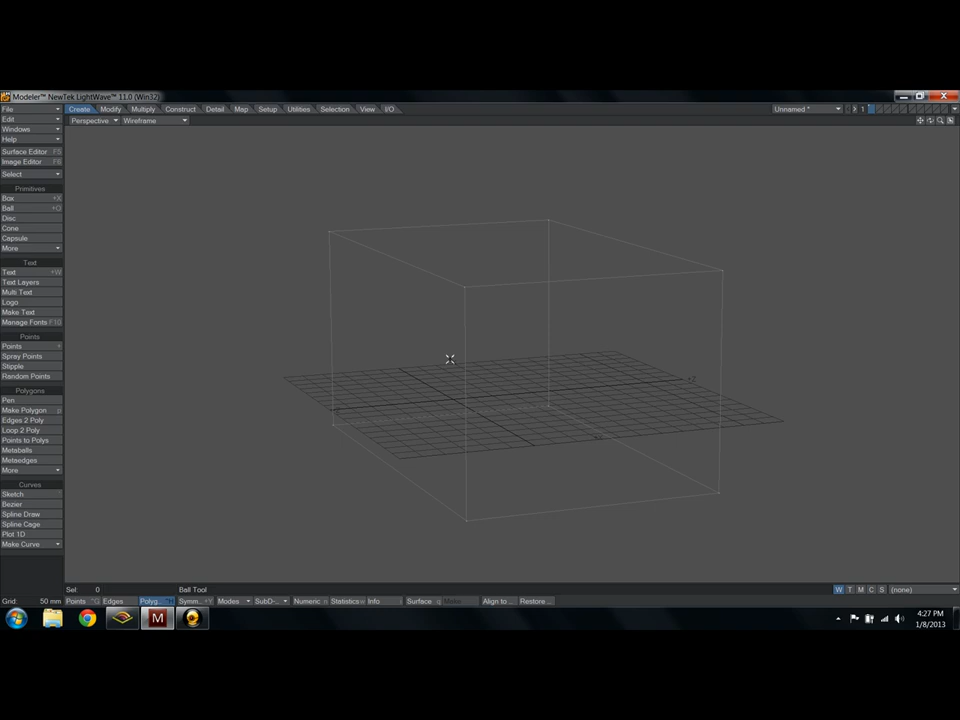 Modeler™ NewTek LightWave™ 11.0 (Win32)
File Create Modify Multiply Construct Detail Map Setup Utilities Selection View I/O Unnamed * 1
Edit Perspective Wireframe
Windows
Help
Surface Editor F5
Image Editor F6
Select
Primitives
Box +X
Ball +O
Disc
Cone
Capsule
More
Text
Text +W
Text Layers
Multi Text
Logo
Make Text
Manage Fonts F10
Points
Points +
Spray Points
Stipple
Random Points
Polygons
Pen
Make Polygon p
Edges 2 Poly
Loop 2 Poly
Points to Polys
Metaballs
Metaedges
More
Curves
Sketch
Bezier
Spline Draw
Spline Cage
Plot 1D
Make Curve
Sel: 0 Ball Tool W T M C S (none)
Grid: 50 mm Points ^G Edges Polyg... ^H Symm... +Y Modes SubD-... Numeric n Statistics w Info i Surface q Align to ... Restore...
M
4:27 PM
1/8/2013